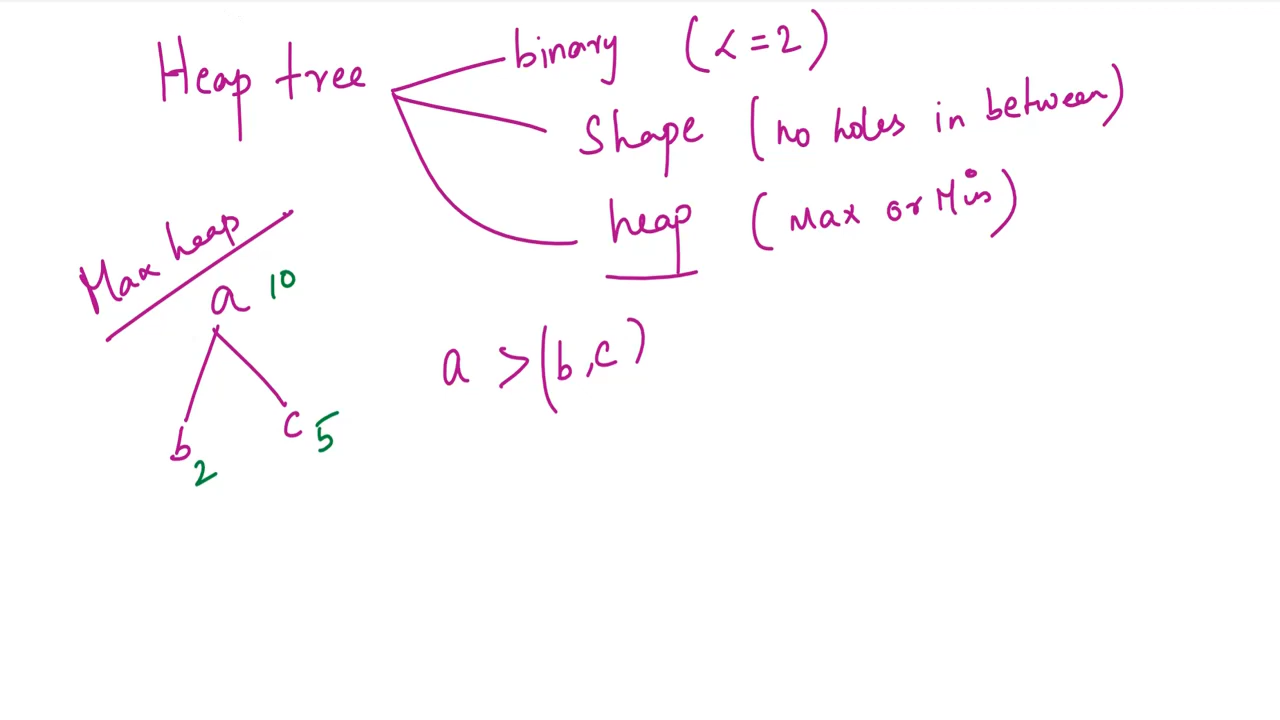 Heap tree
binary (<=2)
Shape (no holes in between)
heap (Max or Min)
Max heap
a 10
b 2
c 5
a > (b,c)